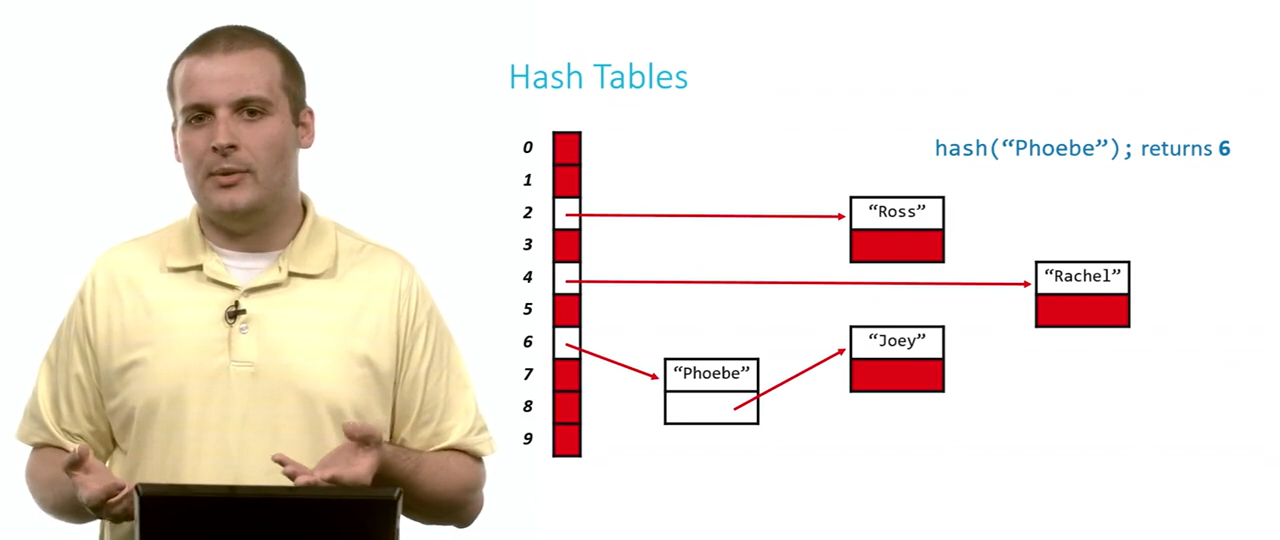 Hash Tables
hash(“Phoebe”); returns 6
0
1
2
“Ross”
3
4
“Rachel”
5
6
“Joey”
7
“Phoebe”
8
9